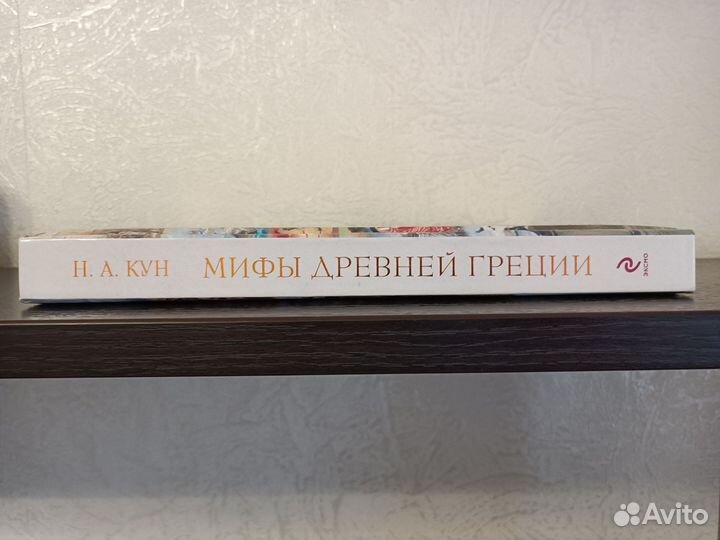 Н. А. КУН МИФЫ ДРЕВНЕЙ ГРЕЦИИ ЭКСМО
Avito